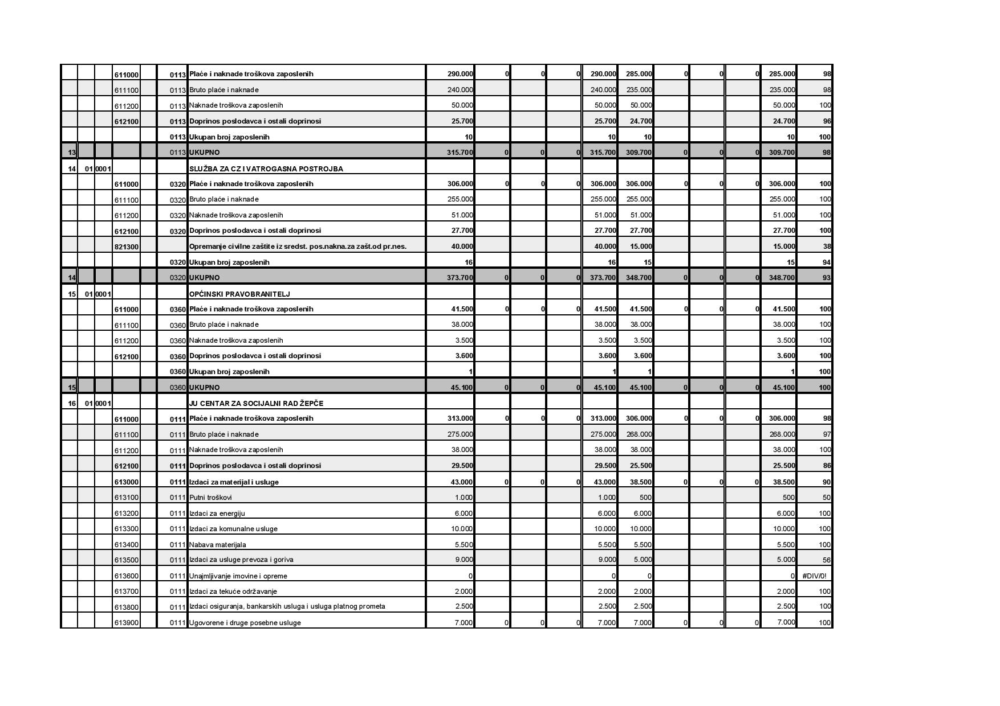 611000 0113 Plaće i naknade troškova zaposlenih 290.000 0 0 0 290.000 285.000 0 0 0 285.000 98
611100 0113 Bruto plaće i naknade 240.000 240.000 235.000 235.000 98
611200 0113 Naknade troškova zaposlenih 50.000 50.000 50.000 50.000 100
612100 0113 Doprinos poslodavca i ostali doprinosi 25.700 25.700 24.700 24.700 96
0113 Ukupan broj zaposlenih 10 10 10 10 100
13 0113 UKUPNO 315.700 0 0 0 315.700 309.700 0 0 0 309.700 98
14 01 0001 SLUŽBA ZA CZ I VATROGASNA POSTROJBA
611000 0320 Plaće i naknade troškova zaposlenih 306.000 0 0 0 306.000 306.000 0 0 0 306.000 100
611100 0320 Bruto plaće i naknade 255.000 255.000 255.000 255.000 100
611200 0320 Naknade troškova zaposlenih 51.000 51.000 51.000 51.000 100
612100 0320 Doprinos poslodavca i ostali doprinosi 27.700 27.700 27.700 27.700 100
821300 Opremanje civilne zaštite iz sredst. pos.nakna.za zašt.od pr.nes. 40.000 40.000 15.000 15.000 38
0320 Ukupan broj zaposlenih 16 16 15 15 94
14 0320 UKUPNO 373.700 0 0 0 373.700 348.700 0 0 0 348.700 93
15 01 0001 OPĆINSKI PRAVOBRANITELJ
611000 0360 Plaće i naknade troškova zaposlenih 41.500 0 0 0 41.500 41.500 0 0 0 41.500 100
611100 0360 Bruto plaće i naknade 38.000 38.000 38.000 38.000 100
611200 0360 Naknade troškova zaposlenih 3.500 3.500 3.500 3.500 100
612100 0360 Doprinos poslodavca i ostali doprinosi 3.600 3.600 3.600 3.600 100
0360 Ukupan broj zaposlenih 1 1 1 1 100
15 0360 UKUPNO 45.100 0 0 0 45.100 45.100 0 0 0 45.100 100
16 01 0001 JU CENTAR ZA SOCIJALNI RAD ŽEPČE
611000 0111 Plaće i naknade troškova zaposlenih 313.000 0 0 0 313.000 306.000 0 0 0 306.000 98
611100 0111 Bruto plaće i naknade 275.000 275.000 268.000 268.000 97
611200 0111 Naknade troškova zaposlenih 38.000 38.000 38.000 38.000 100
612100 0111 Doprinos poslodavca i ostali doprinosi 29.500 29.500 25.500 25.500 86
613000 0111 Izdaci za materijal i usluge 43.000 0 0 0 43.000 38.500 0 0 0 38.500 90
613100 0111 Putni troškovi 1.000 1.000 500 500 50
613200 0111 Izdaci za energiju 6.000 6.000 6.000 6.000 100
613300 0111 Izdaci za komunalne usluge 10.000 10.000 10.000 10.000 100
613400 0111 Nabava materijala 5.500 5.500 5.500 5.500 100
613500 0111 Izdaci za usluge prevoza i goriva 9.000 9.000 5.000 5.000 56
613600 0111 Unajmljivanje imovine i opreme 0 0 0 0 #DIV/0!
613700 0111 Izdaci za tekuće održavanje 2.000 2.000 2.000 2.000 100
613800 0111 Izdaci osiguranja, bankarskih usluga i usluga platnog prometa 2.500 2.500 2.500 2.500 100
613900 0111 Ugovorene i druge posebne usluge 7.000 0 0 0 7.000 7.000 0 0 0 7.000 100